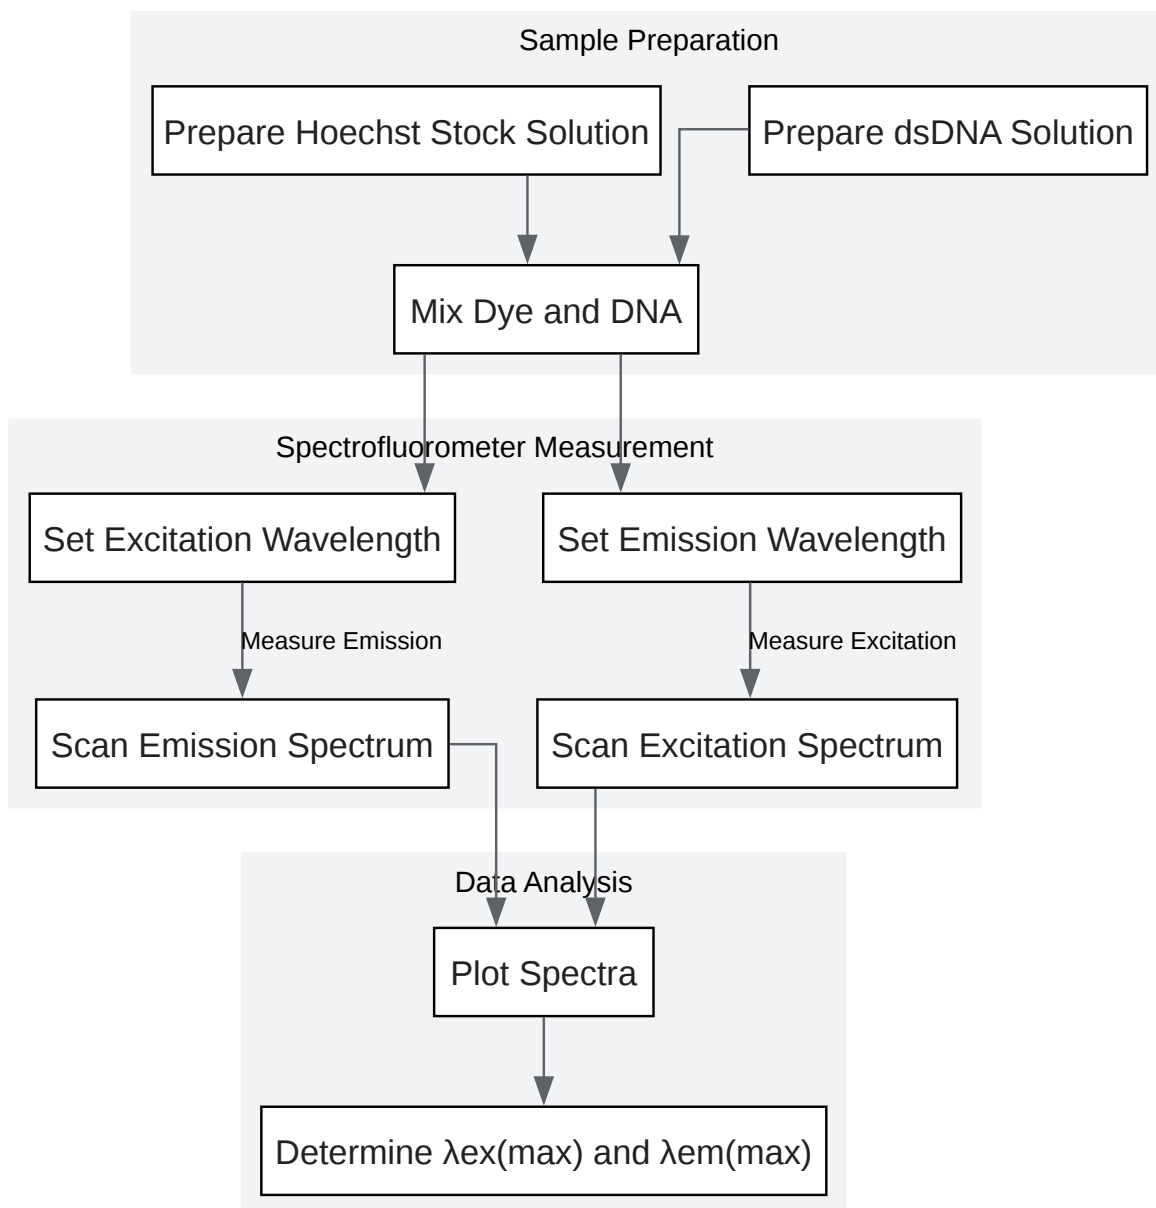 Sample Preparation
Prepare Hoechst Stock Solution
Prepare dsDNA Solution
Mix Dye and DNA
Spectrofluorometer Measurement
Set Excitation Wavelength
Set Emission Wavelength
Measure Emission
Measure Excitation
Scan Emission Spectrum
Scan Excitation Spectrum
Data Analysis
Plot Spectra
Determine λex(max) and λem(max)